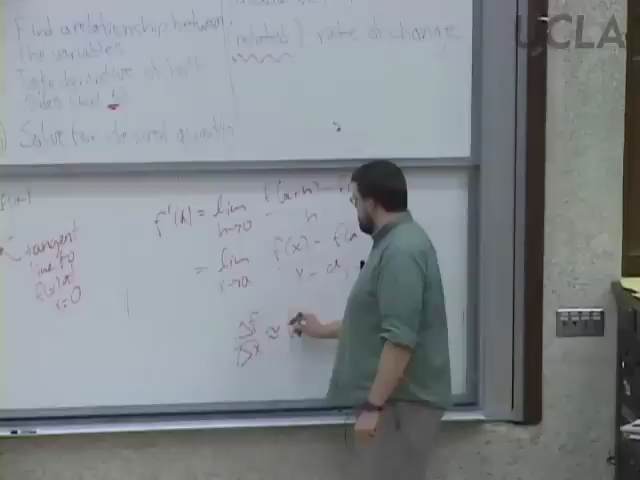 Find a relationship between
the variables
Take derivative of both
sides (wrt t)
Solve for desired quantity
related) rate of change
UCLA
tangent
line to
f(x) at
x=0
f'(a) = lim h→0 f(a+h) - f
h
= lim x→a f(x) - f(a
x - a
Δf
Δx ≈